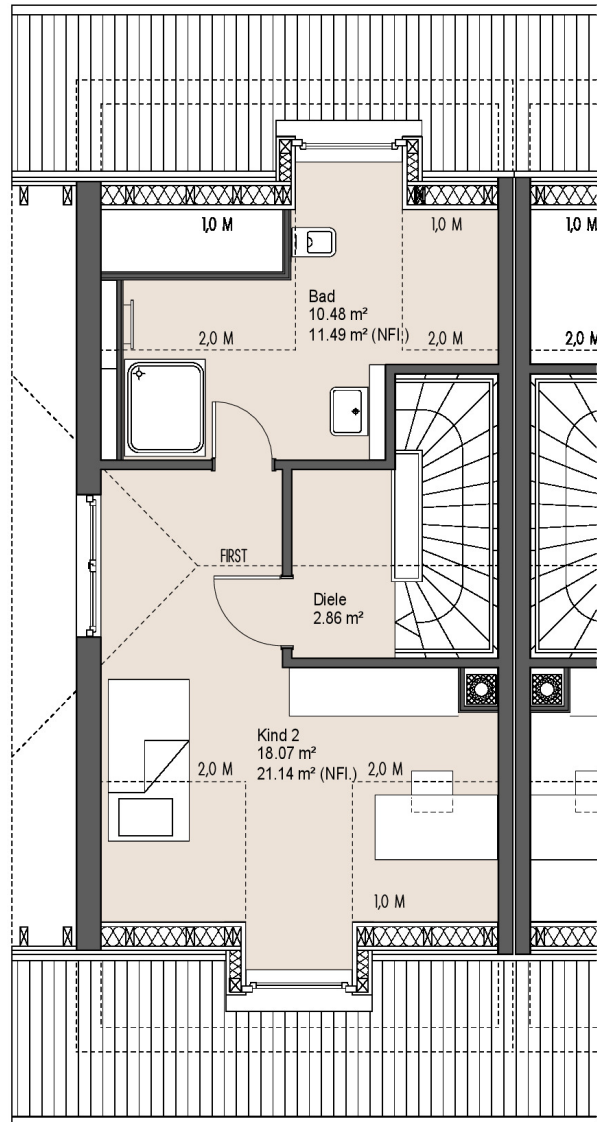 1,0 M
1,0 M
1,0 M
Bad
10.48 m²
11.49 m² (NFl.)
2,0 M
2,0 M
2,0 M
FIRST
Diele
2.86 m²
Kind 2
18.07 m²
21.14 m² (NFl.)
2,0 M
2,0 M
1,0 M